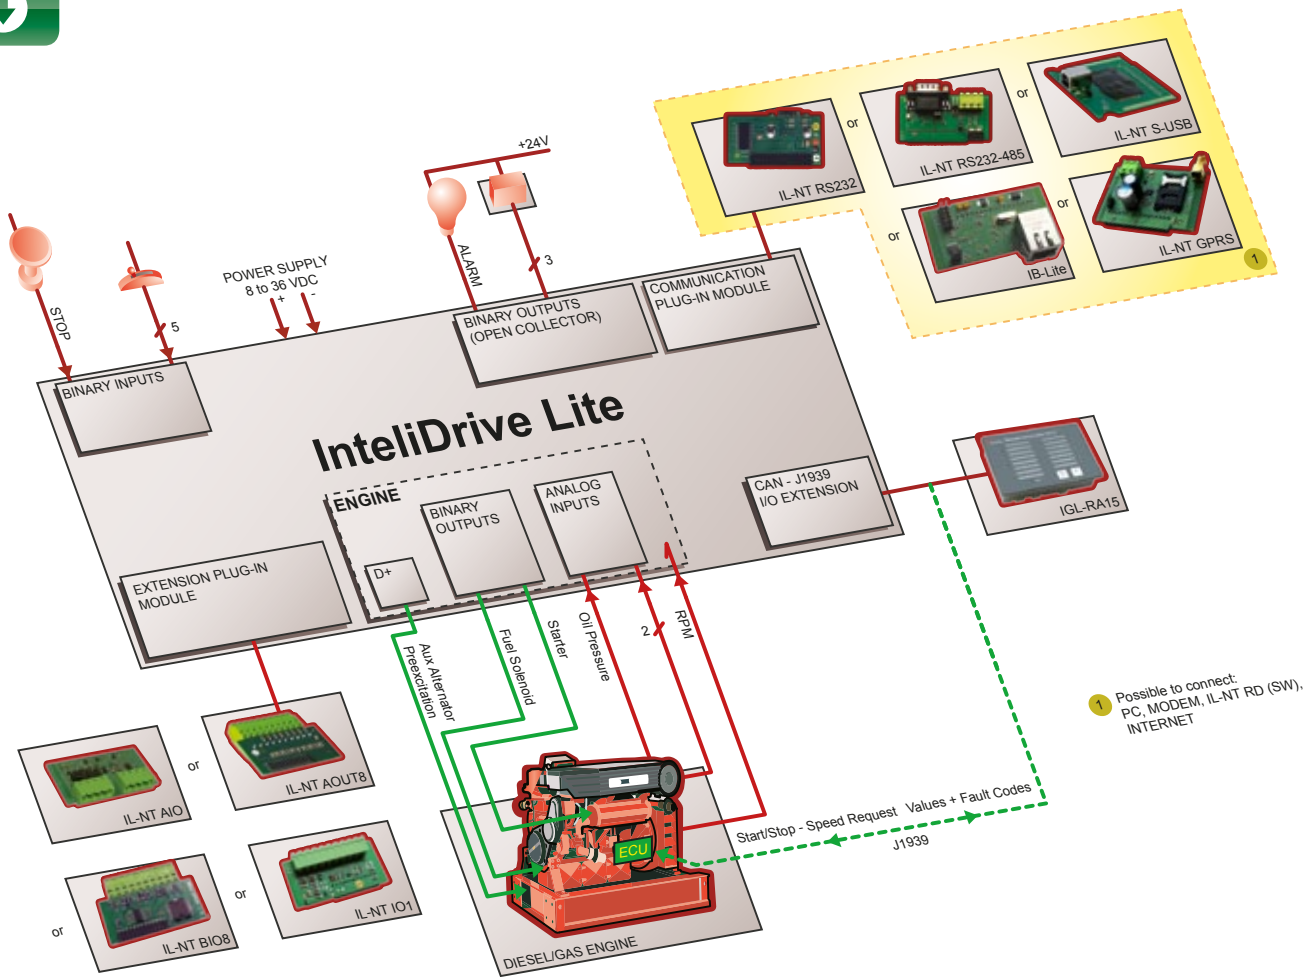 +24V
IL-NT RS232
or
IL-NT RS232-485
or
IL-NT S-USB
or
IB-Lite
or
IL-NT GPRS
1
STOP
5
POWER SUPPLY
8 to 36 VDC
+ -
ALARM
3
BINARY INPUTS
BINARY OUTPUTS
(OPEN COLLECTOR)
COMMUNICATION
PLUG-IN MODULE
InteliDrive Lite
ENGINE
D+
BINARY
OUTPUTS
ANALOG
INPUTS
CAN - J1939
I/O EXTENSION
IGL-RA15
EXTENSION PLUG-IN
MODULE
Aux Alternator
Preexcitation
Fuel Solenoid
Starter
Oil Pressure
2
RPM
1 Possible to connect:
PC, MODEM, IL-NT RD (SW),
INTERNET
IL-NT AIO
or
IL-NT AOUT8
or
IL-NT BIO8
or
IL-NT IO1
ECU
DIESEL/GAS ENGINE
Start/Stop - Speed Request Values + Fault Codes
J1939